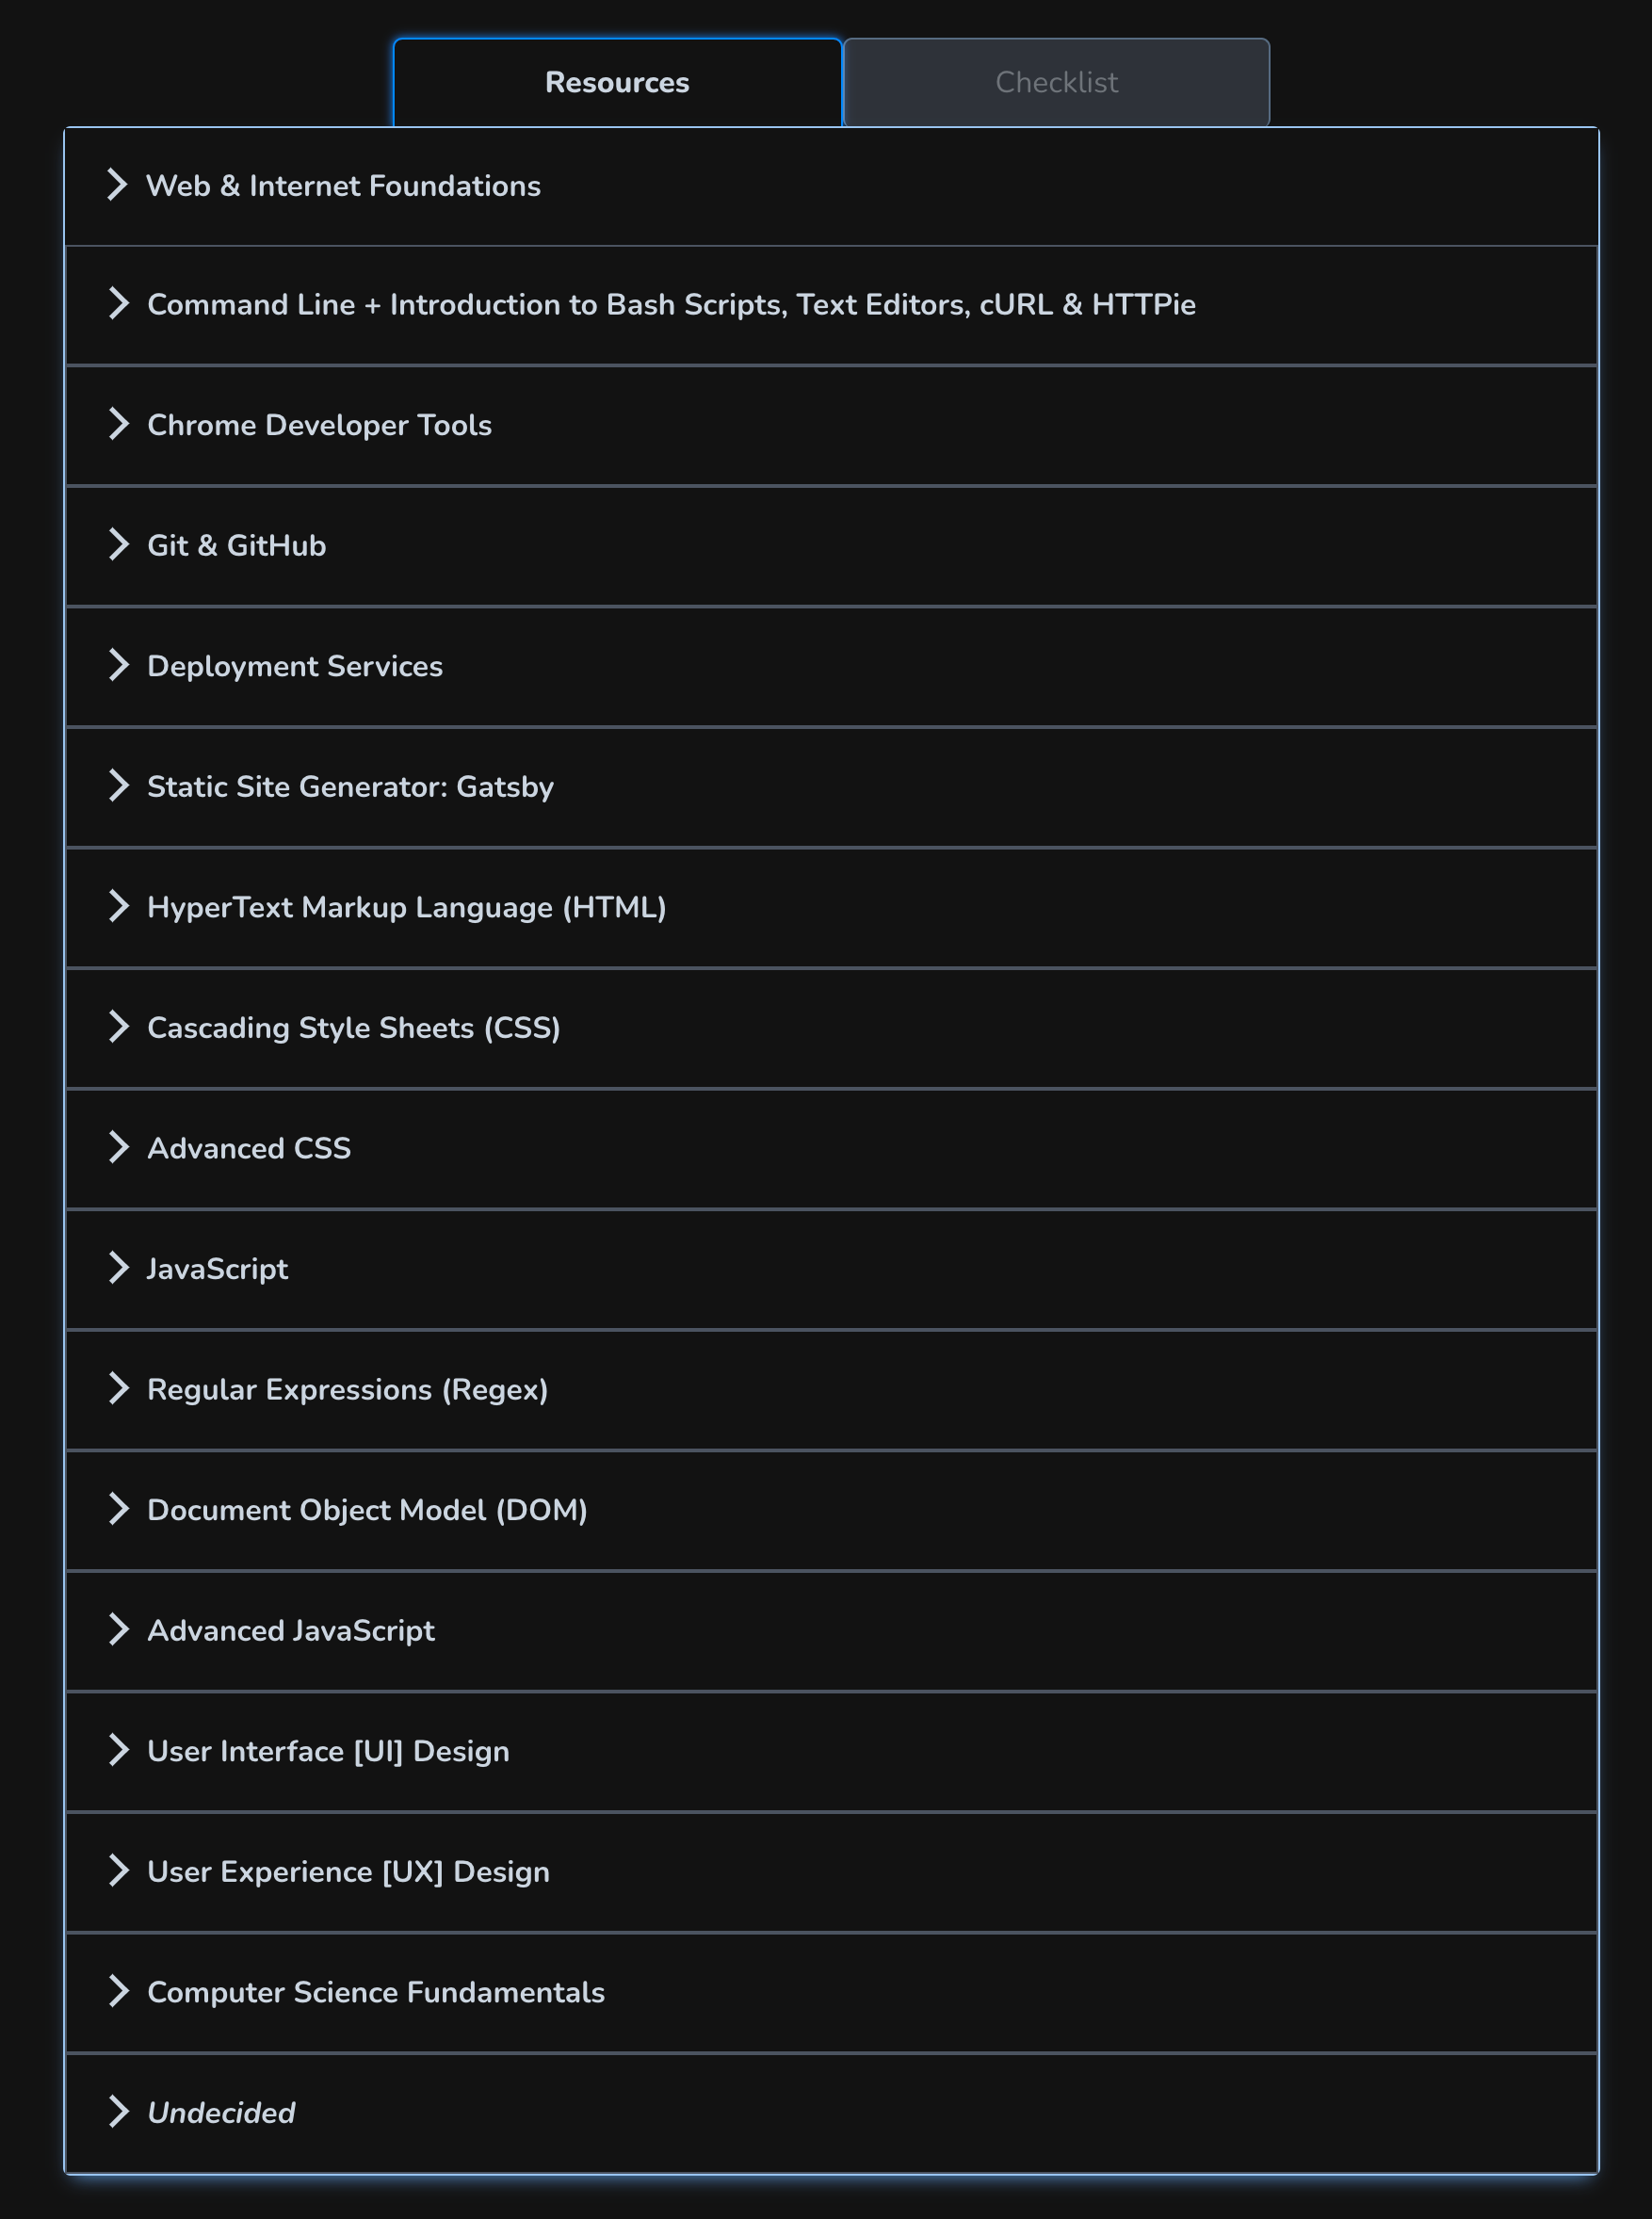 Resources
Checklist
Web & Internet Foundations
Command Line + Introduction to Bash Scripts, Text Editors, cURL & HTTPie
Chrome Developer Tools
Git & GitHub
Deployment Services
Static Site Generator: Gatsby
HyperText Markup Language (HTML)
Cascading Style Sheets (CSS)
Advanced CSS
JavaScript
Regular Expressions (Regex)
Document Object Model (DOM)
Advanced JavaScript
User Interface [UI] Design
User Experience [UX] Design
Computer Science Fundamentals
Undecided